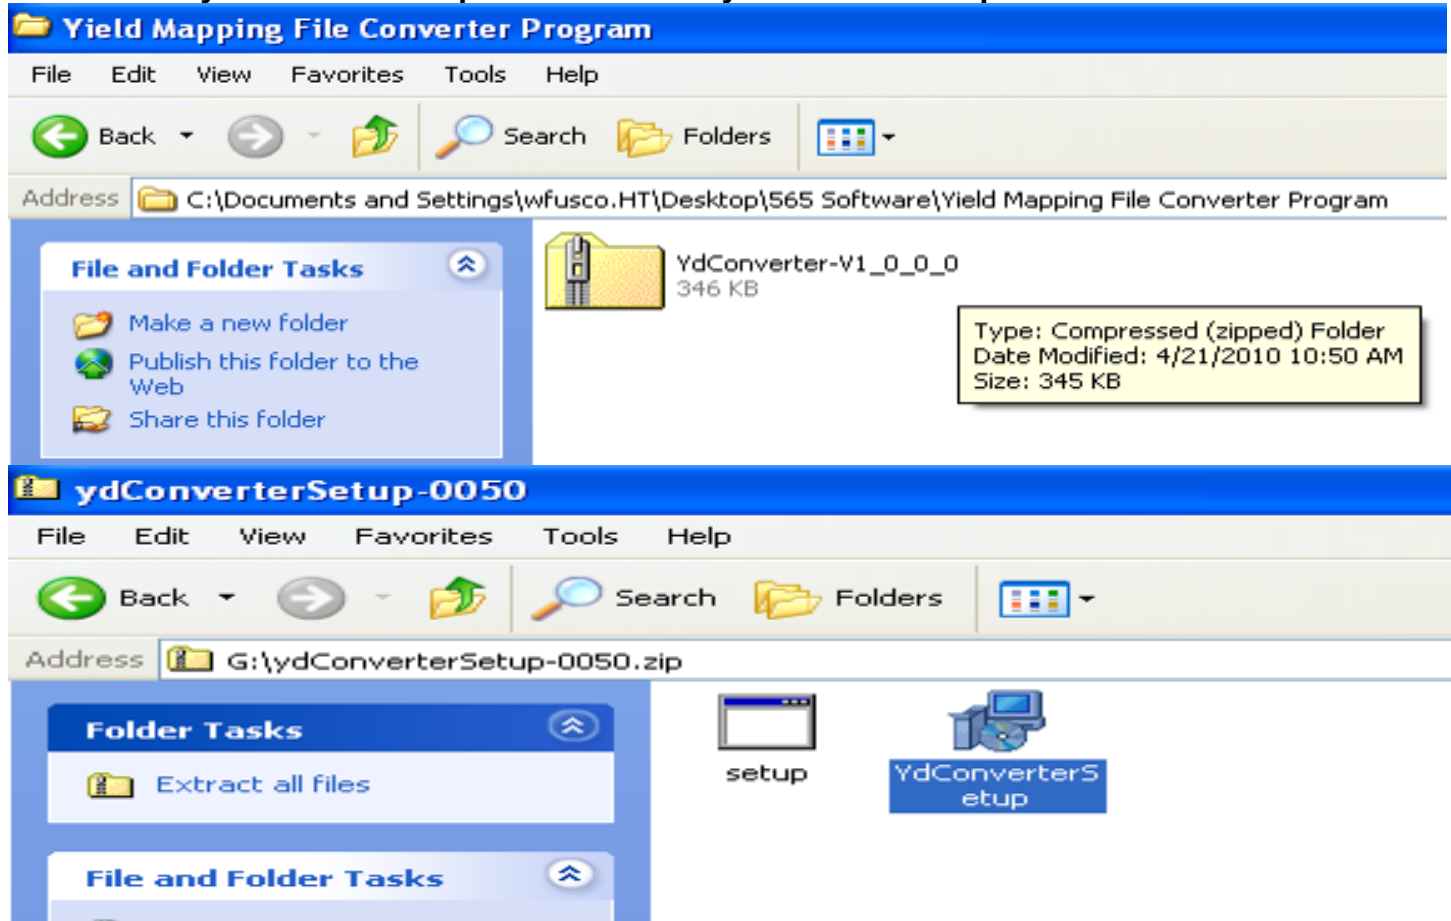 Yield Mapping File Converter Program
File Edit View Favorites Tools Help
Back Search Folders
Address C:\Documents and Settings\wfusco.HT\Desktop\565 Software\Yield Mapping File Converter Program
File and Folder Tasks
Make a new folder
Publish this folder to the
Web
Share this folder
YdConverter-V1_0_0_0
346 KB
Type: Compressed (zipped) Folder
Date Modified: 4/21/2010 10:50 AM
Size: 345 KB
ydConverterSetup-0050
File Edit View Favorites Tools Help
Back Search Folders
Address G:\ydConverterSetup-0050.zip
Folder Tasks
Extract all files
File and Folder Tasks
setup
YdConverterS
etup